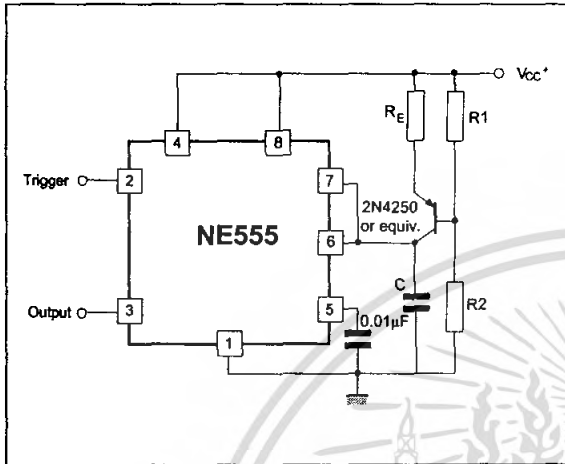 Vcc+
RE
R1
4
8
Trigger
2
7
2N4250
or equiv.
NE555
6
C
R2
Output
3
5
0.01µF
1